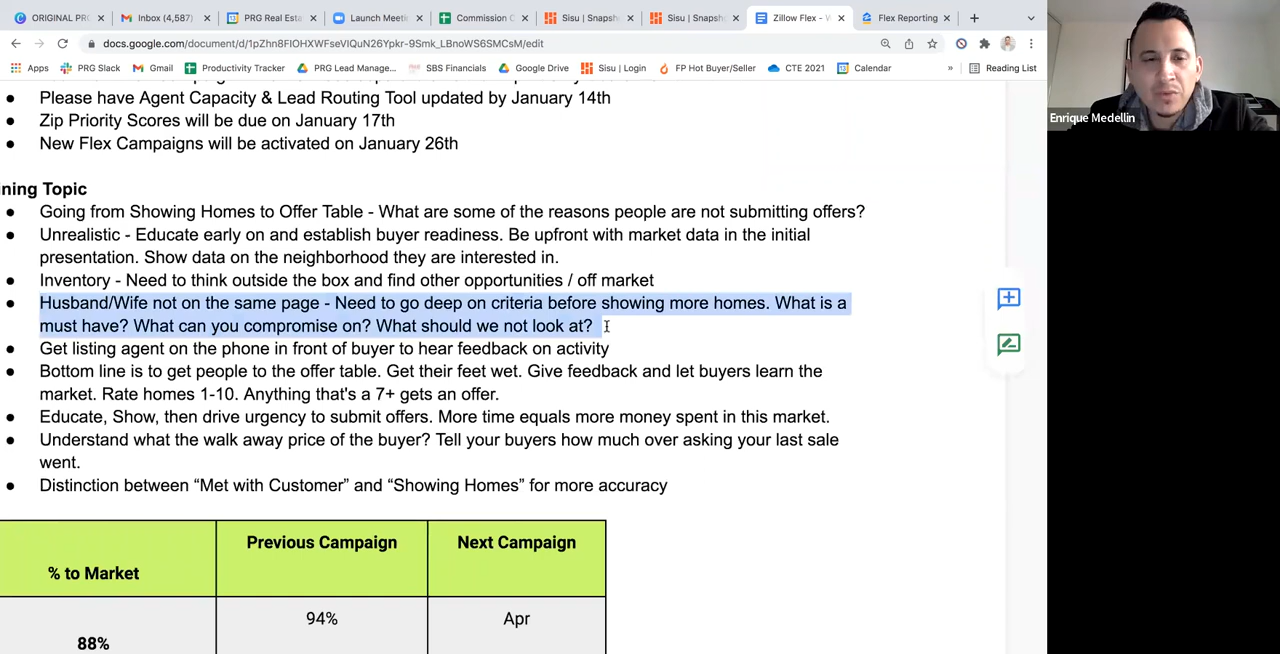 ORIGINAL PR
Inbox (4,587)
PRG Real Esta
Launch Meeti
Commission C
Sisu | Snapsh
Sisu | Snapsh
Zillow Flex - W
Flex Reporting
docs.google.com/document/d/1pZhn8FIOHXWFseVIQuN26Ypkr-9Smk_LBnoWS6SMCsM/edit
Apps
PRG Slack
Gmail
Productivity Tracker
PRG Lead Manage...
SBS Financials
Google Drive
Sisu | Login
FP Hot Buyer/Seller
CTE 2021
Calendar
»
Reading List
Enrique Medellin
● Please have Agent Capacity & Lead Routing Tool updated by January 14th
● Zip Priority Scores will be due on January 17th
● New Flex Campaigns will be activated on January 26th
ning Topic
● Going from Showing Homes to Offer Table - What are some of the reasons people are not submitting offers?
● Unrealistic - Educate early on and establish buyer readiness. Be upfront with market data in the initial
presentation. Show data on the neighborhood they are interested in.
● Inventory - Need to think outside the box and find other opportunities / off market
● Husband/Wife not on the same page - Need to go deep on criteria before showing more homes. What is a
must have? What can you compromise on? What should we not look at?
● Get listing agent on the phone in front of buyer to hear feedback on activity
● Bottom line is to get people to the offer table. Get their feet wet. Give feedback and let buyers learn the
market. Rate homes 1-10. Anything that's a 7+ gets an offer.
● Educate, Show, then drive urgency to submit offers. More time equals more money spent in this market.
● Understand what the walk away price of the buyer? Tell your buyers how much over asking your last sale
went.
● Distinction between “Met with Customer” and “Showing Homes” for more accuracy
% to Market
Previous Campaign
Next Campaign
88%
94%
Apr